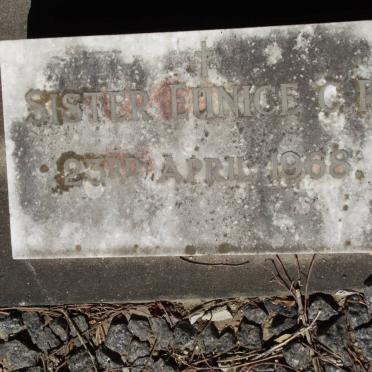 SISTER EUNICE C.
23RD APRIL 1968.